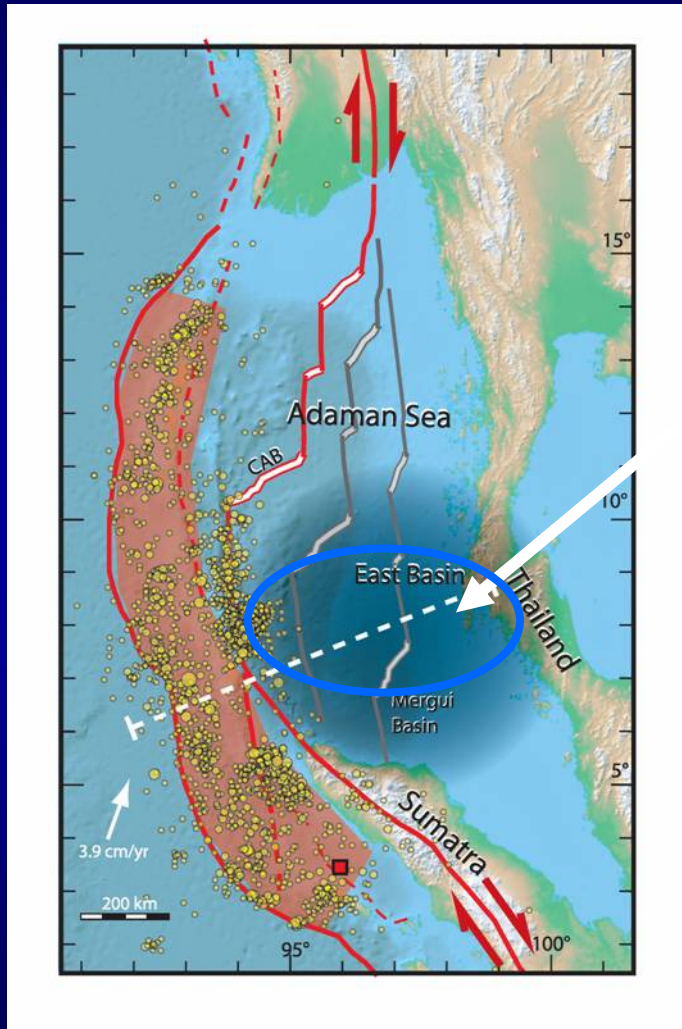 15°
Adaman Sea
CAB
10°
East Basin
Thailand
Mergui
Basin
5°
Sumatra
3.9 cm/yr
200 km
95°
100°